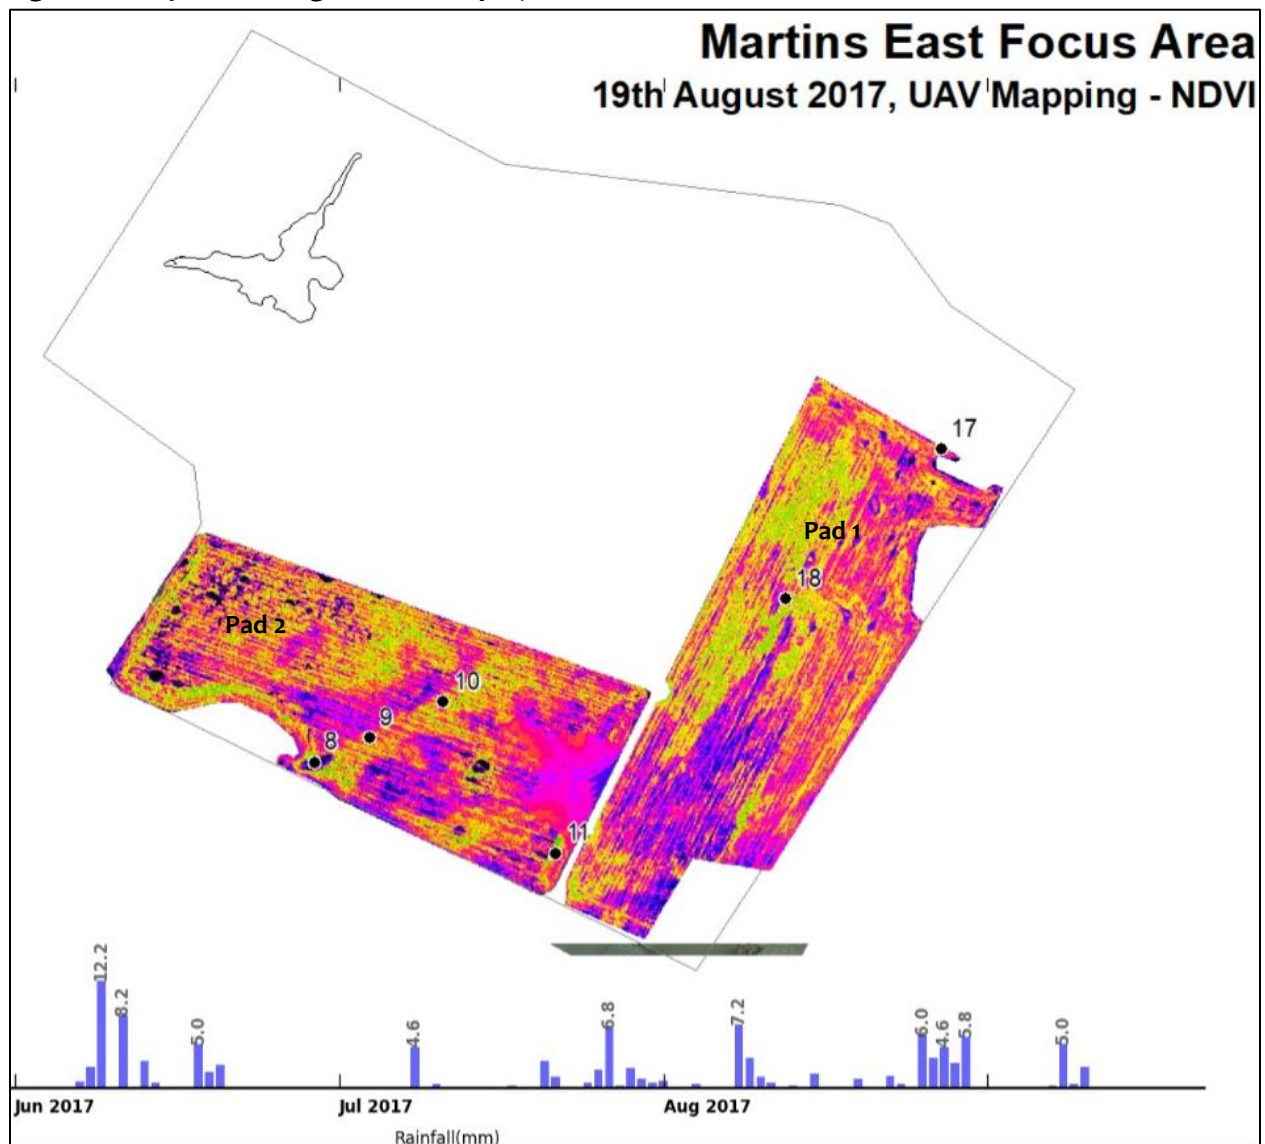 Martins East Focus Area
19th August 2017, UAV Mapping - NDVI
17
Pad 1
18
Pad 2
10
9
8
11
12.2
8.2
5.0
4.6
6.8
7.2
6.0
4.6
5.8
5.0
Jun 2017
Jul 2017
Aug 2017
Rainfall(mm)